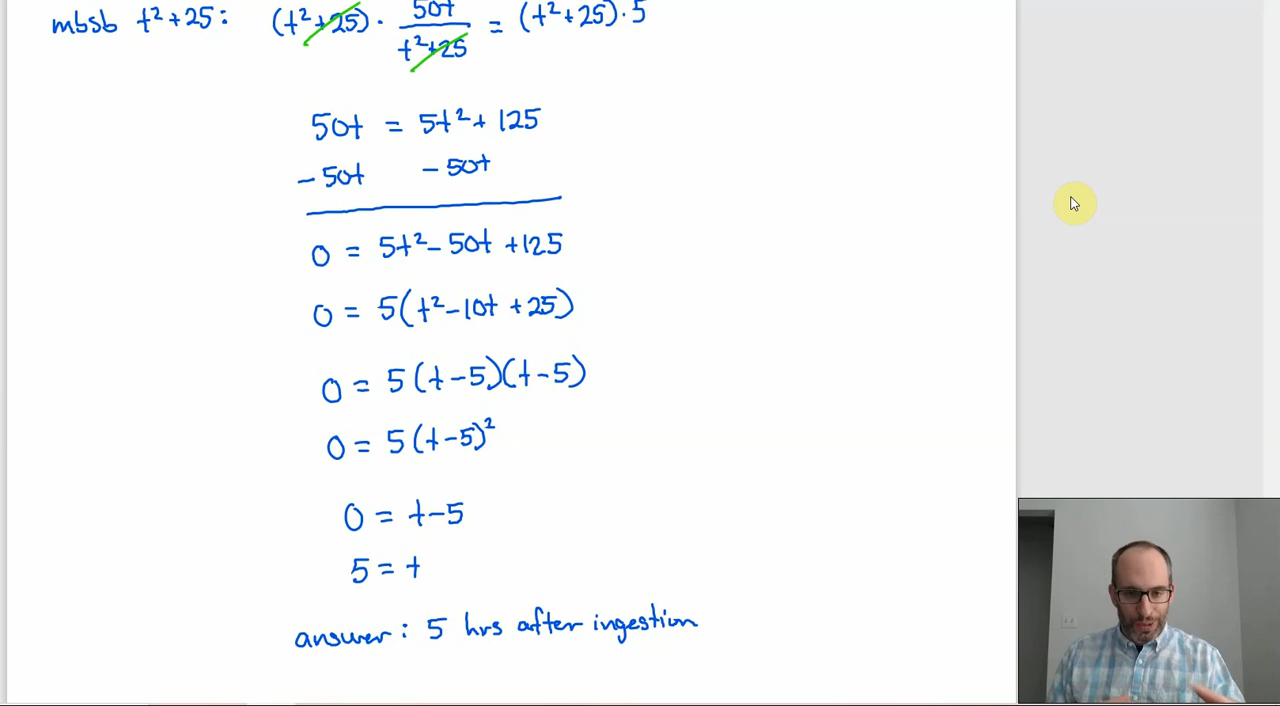 mbsb t²+25: (t²+25) · 50t/t²+25 = (t²+25)·5
50t = 5t²+125
-50t -50t
0 = 5t²-50t+125
0 = 5(t²-10t+25)
0 = 5(t-5)(t-5)
0 = 5(t-5)²
0 = t-5
5 = t
answer: 5 hrs after ingestion